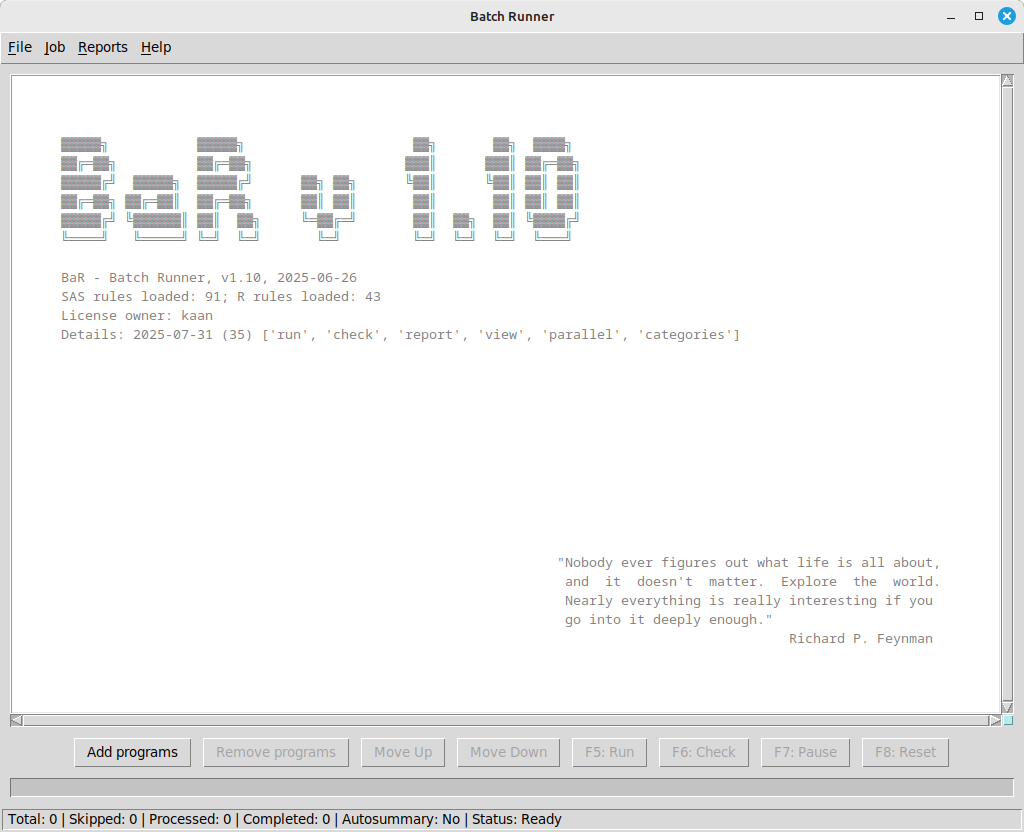 Batch Runner
File Job Reports Help
BaR v 1.10
BaR - Batch Runner, v1.10, 2025-06-26
SAS rules loaded: 91; R rules loaded: 43
License owner: kaan
Details: 2025-07-31 (35) ['run', 'check', 'report', 'view', 'parallel', 'categories']
"Nobody ever figures out what life is all about,
and it doesn't matter. Explore the world.
Nearly everything is really interesting if you
go into it deeply enough."
Richard P. Feynman
Add programs Remove programs Move Up Move Down F5: Run F6: Check F7: Pause F8: Reset
Total: 0 | Skipped: 0 | Processed: 0 | Completed: 0 | Autosummary: No | Status: Ready